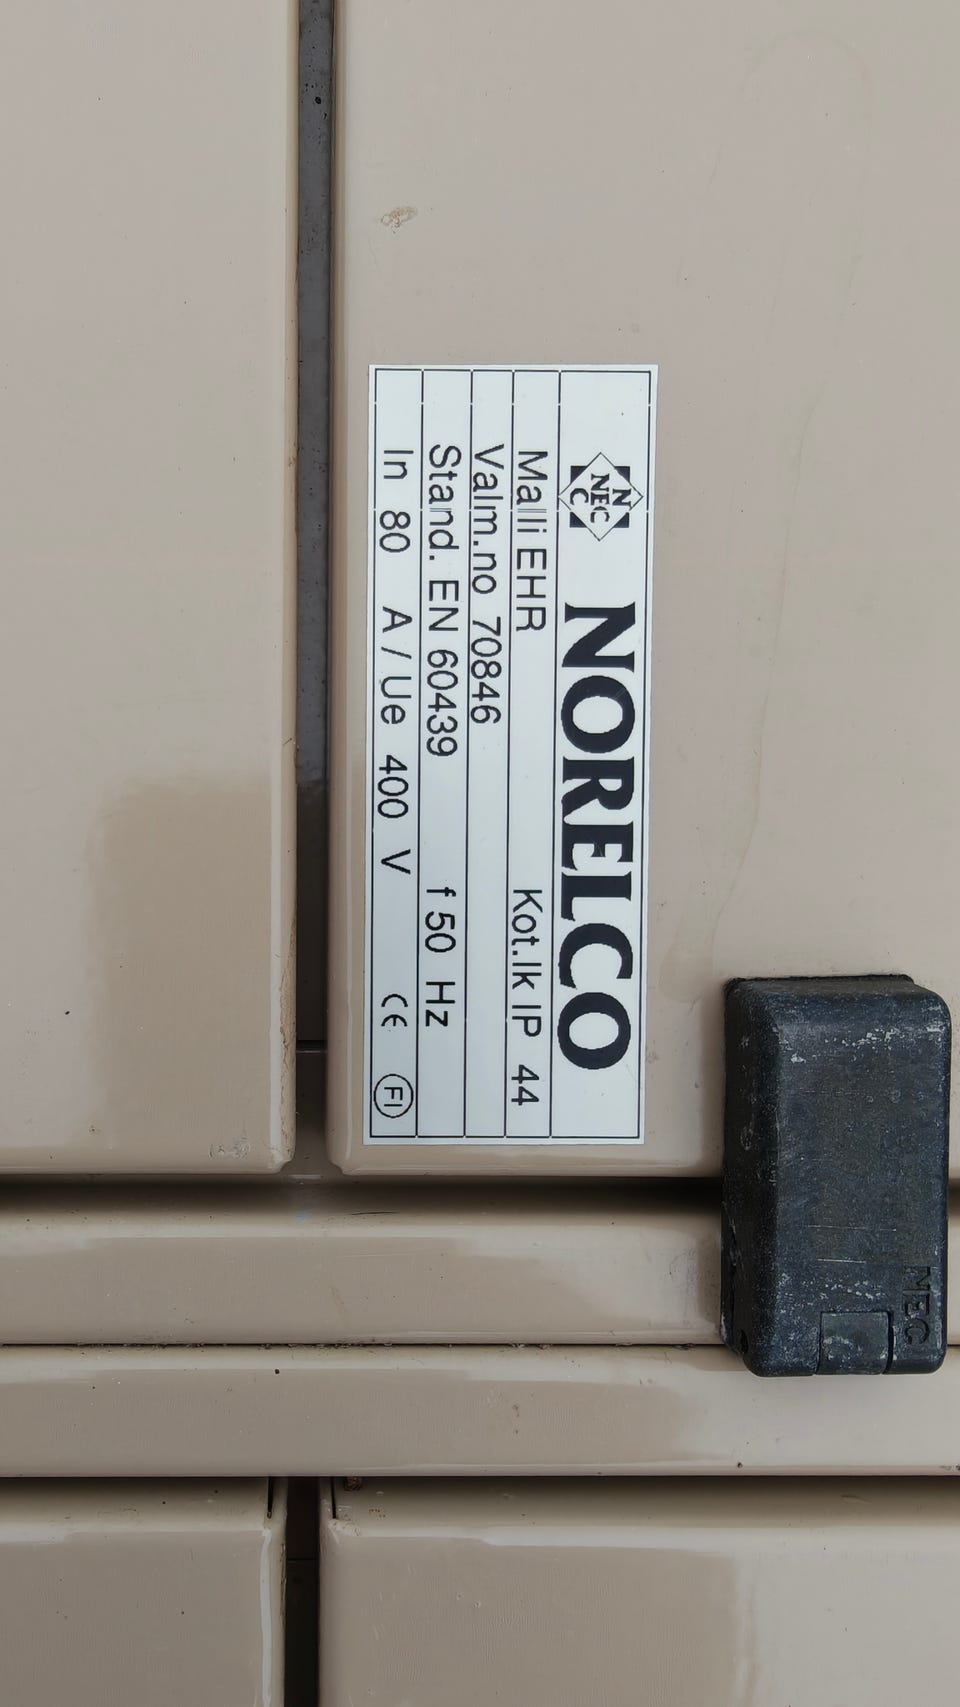 N
NEC
C
NORELCO
Malli EHR Kot.lk IP 44
Valm.no 70846
Stand. EN 60439 f 50 Hz
In 80 A / Ue 400 V CE FI
NEC